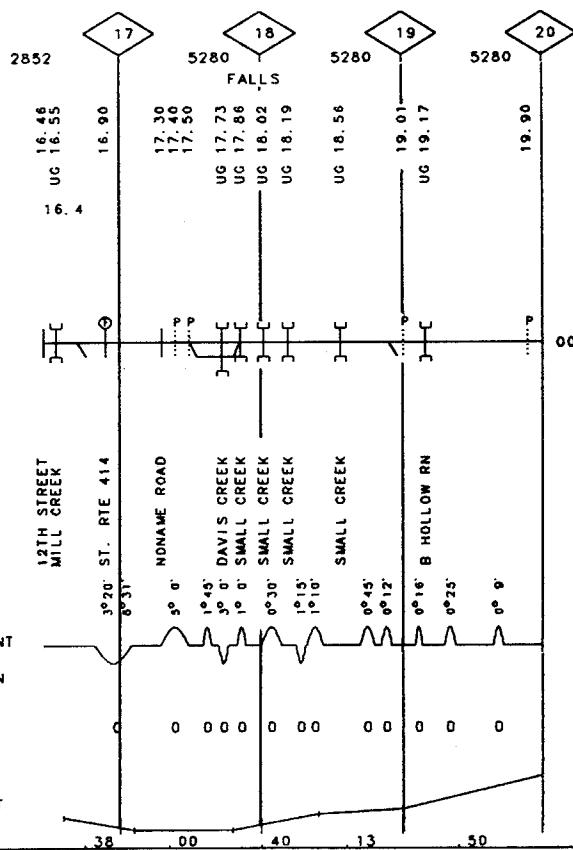 17 18 19 20
2852 5280 5280 5280
FALLS
16.46
UG 16.55
16.90
17.30
17.40
17.50
UG 17.73
UG 17.86
UG 18.02
UG 18.19
UG 18.56
19.01
UG 19.17
19.90
16.4
P P P P
00
12TH STREET
MILL CREEK
ST. RTE 414
NONAME ROAD
DAVIS CREEK
SMALL CREEK
SMALL CREEK
SMALL CREEK
SMALL CREEK
B HOLLOW RN
3° 20'
8° 31'
5° 0'
1° 45'
3° 0'
1° 0'
0° 30'
1° 15'
1° 10'
0° 45'
0° 12'
0° 16'
0° 25'
0° 9'
NT
N
0 0 0 0 0 0 0 0 0 0 0 0 0
.38 .00 .40 .13 .50